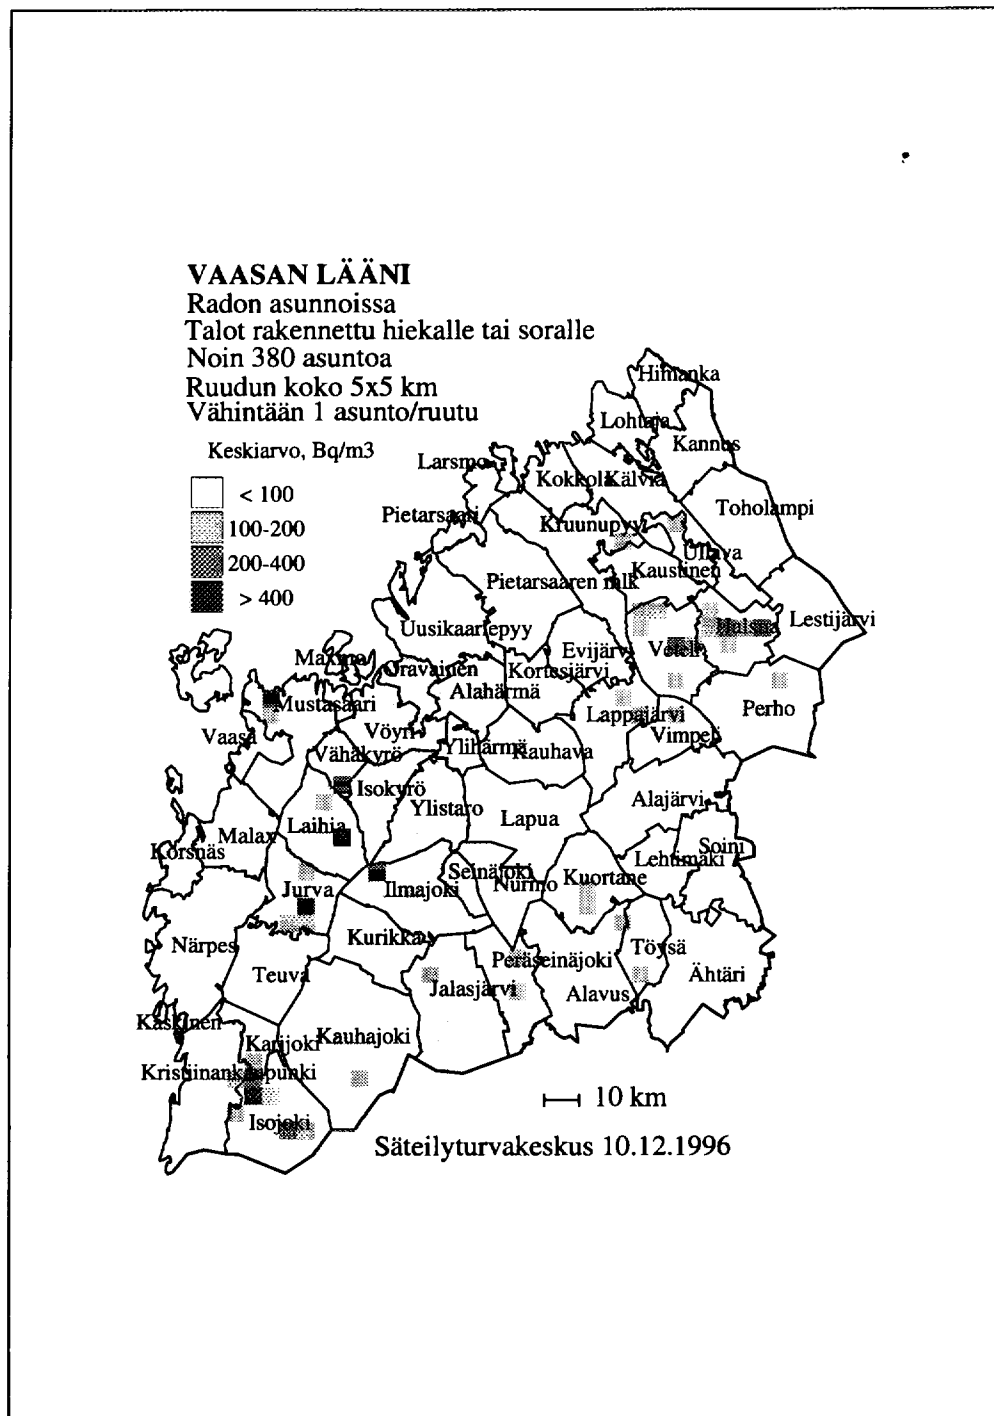 VAASAN LÄÄNI
Radon asunnoissa
Talot rakennettu hiekalle tai soralle
Noin 380 asuntoa
Ruudun koko 5x5 km
Vähintään 1 asunto/ruutu
Keskiarvo, Bq/m3
< 100
100-200
200-400
> 400
Himanka
Lohtaja
Kannus
Larsmo
Kokkola
Kälviä
Toholampi
Pietarsaari
Kruunupyy
Ullava
Kaustinen
Pietarsaaren mlk
Lestijärvi
Halsua
Uusikaarlepyy
Evijärvi
Veteli
Maxmo
Oravainen
Kortesjärvi
Alahärmä
Mustasaari
Lappajärvi
Perho
Vöyri
Vimpeli
Vaasa
Vähäkyrö
Ylihärmä
Kauhava
Isokyrö
Ylistaro
Alajärvi
Lapua
Laihia
Malax
Soini
Korsnäs
Lehtimäki
Seinäjoki
Kuortane
Nurmo
Jurva
Ilmajoki
Närpes
Kurikka
Töysä
Peräseinäjoki
Teuva
Ähtäri
Jalasjärvi
Alavus
Kaskinen
Kauhajoki
Karijoki
Kristiinankaupunki
Isojoki
10 km
Säteilyturvakeskus 10.12.1996